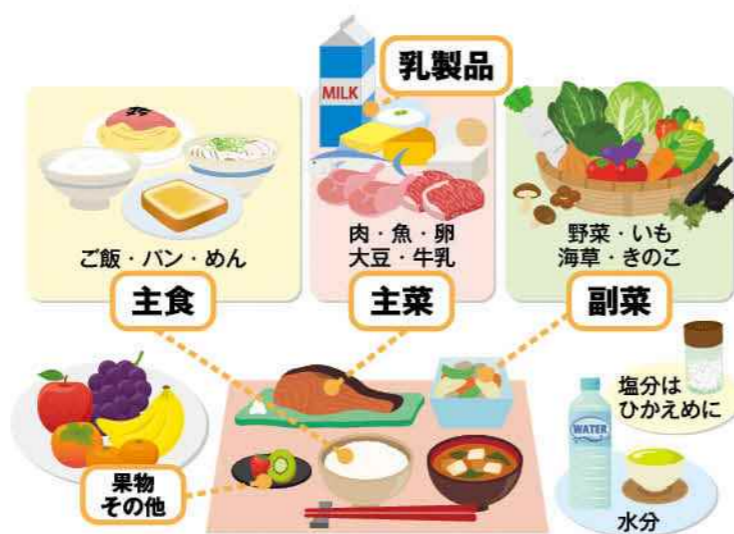 乳製品
MILK
ご飯・パン・めん
肉・魚・卵
大豆・牛乳
野菜・いも
海草・きのこ
主食
主菜
副菜
塩分は
ひかえめに
WATER
果物
その他
水分